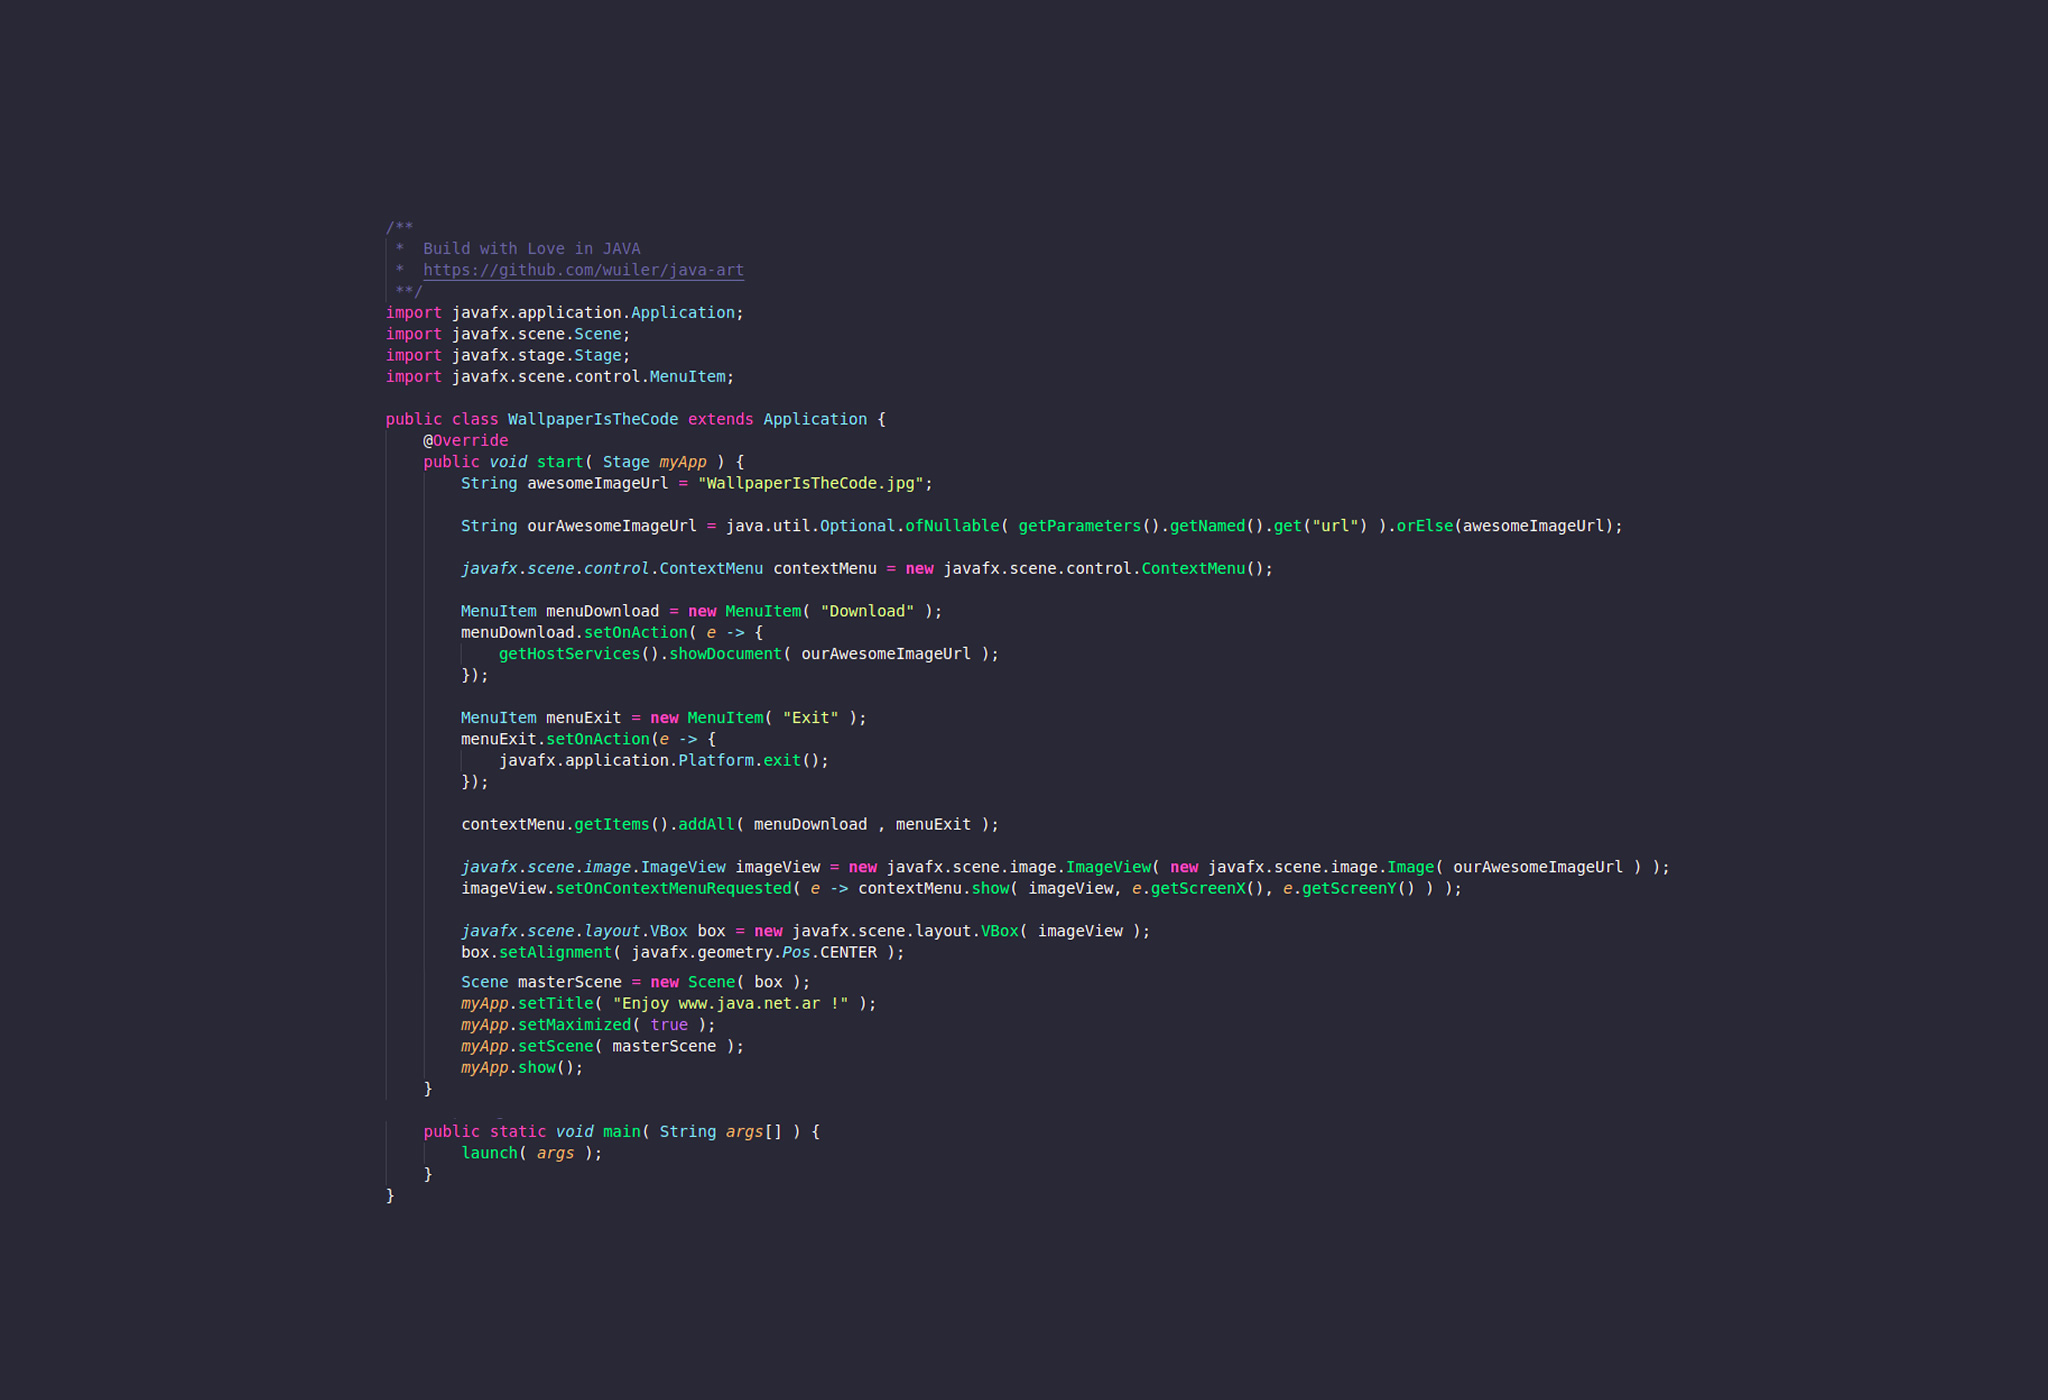 /**
 *  Build with Love in JAVA
 *  https://github.com/wuiler/java-art
 **/
import javafx.application.Application;
import javafx.scene.Scene;
import javafx.stage.Stage;
import javafx.scene.control.MenuItem;

public class WallpaperIsTheCode extends Application {
    @Override
    public void start( Stage myApp ) {
        String awesomeImageUrl = "WallpaperIsTheCode.jpg";

        String ourAwesomeImageUrl = java.util.Optional.ofNullable( getParameters().getNamed().get("url") ).orElse(awesomeImageUrl);

        javafx.scene.control.ContextMenu contextMenu = new javafx.scene.control.ContextMenu();

        MenuItem menuDownload = new MenuItem( "Download" );
        menuDownload.setOnAction( e -> {
            getHostServices().showDocument( ourAwesomeImageUrl );
        });

        MenuItem menuExit = new MenuItem( "Exit" );
        menuExit.setOnAction(e -> {
            javafx.application.Platform.exit();
        });

        contextMenu.getItems().addAll( menuDownload , menuExit );

        javafx.scene.image.ImageView imageView = new javafx.scene.image.ImageView( new javafx.scene.image.Image( ourAwesomeImageUrl ) );
        imageView.setOnContextMenuRequested( e -> contextMenu.show( imageView, e.getScreenX(), e.getScreenY() ) );

        javafx.scene.layout.VBox box = new javafx.scene.layout.VBox( imageView );
        box.setAlignment( javafx.geometry.Pos.CENTER );
        Scene masterScene = new Scene( box );
        myApp.setTitle( "Enjoy www.java.net.ar !" );
        myApp.setMaximized( true );
        myApp.setScene( masterScene );
        myApp.show();
    }

    public static void main( String args[] ) {
        launch( args );
    }
}